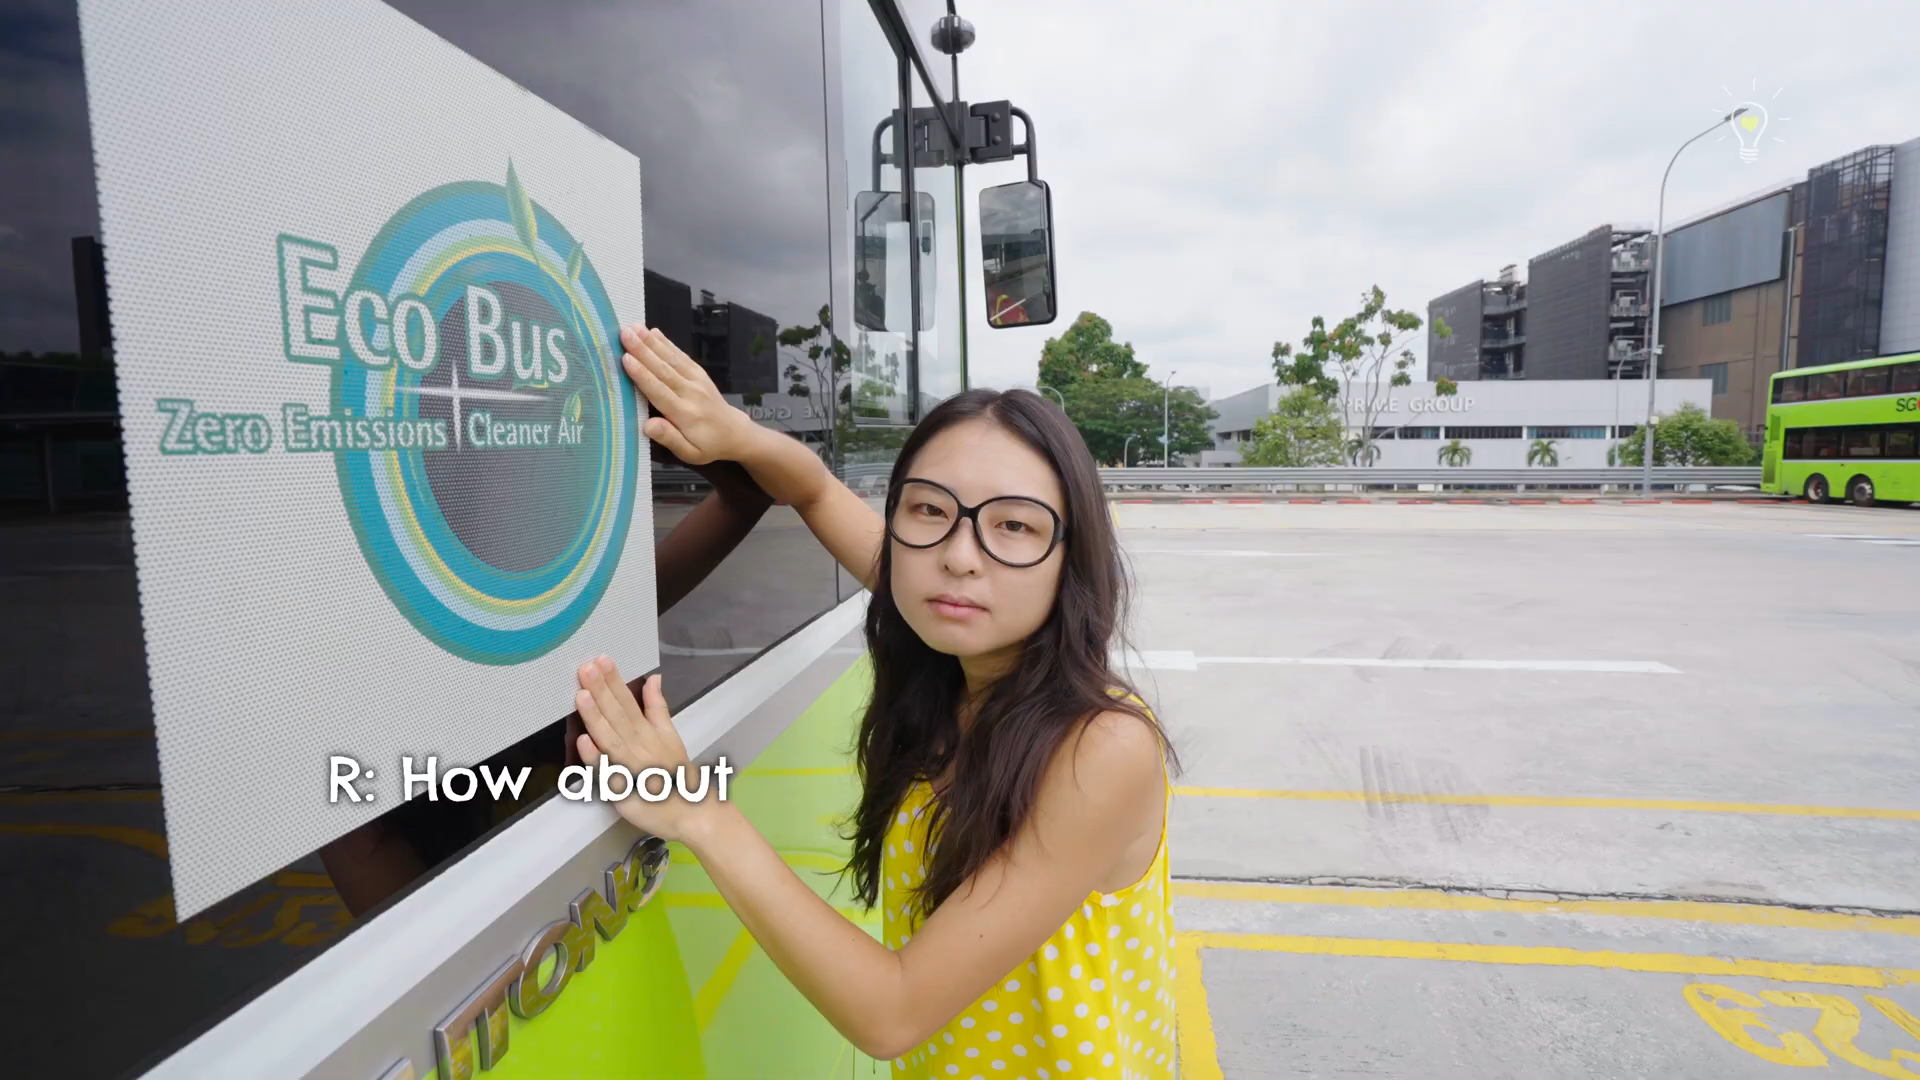 Eco Bus
Zero Emissions Cleaner Air
PRIME GROUP
SG
R: How about